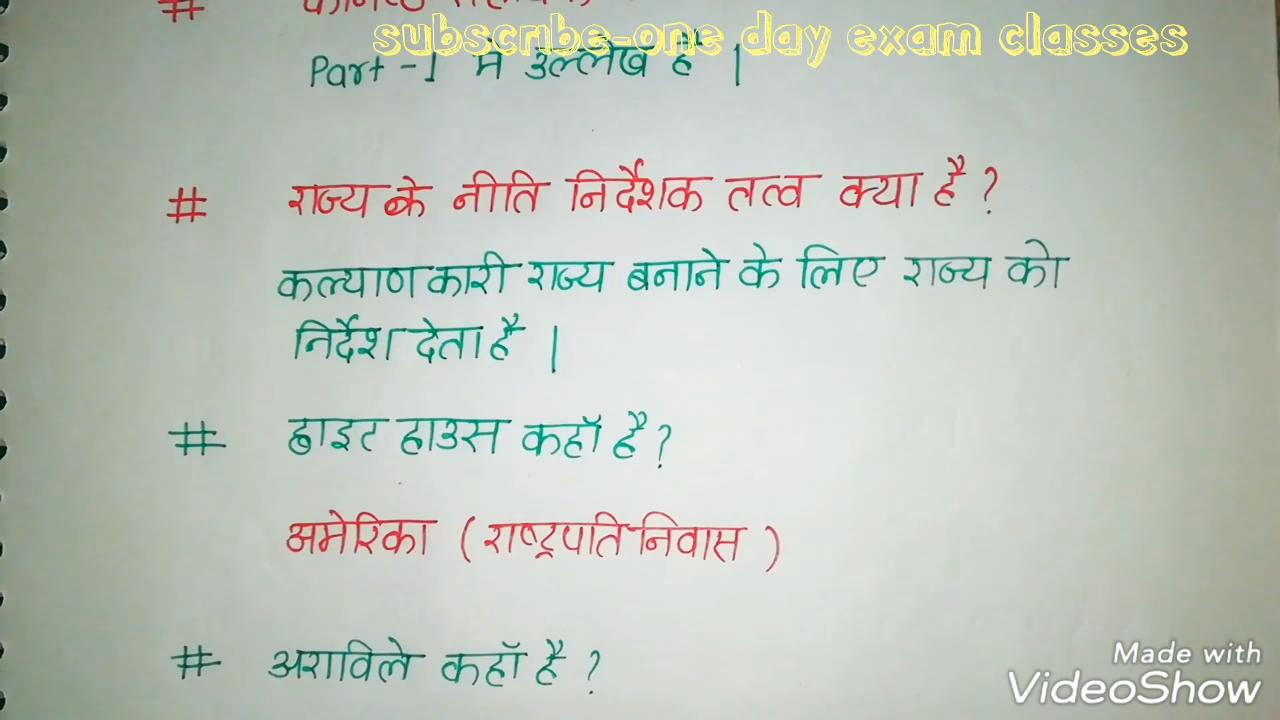 #
subscribe-one day exam classes
Part -1 में उल्लेख है |
# राज्य के नीति निर्देशक तत्व क्या है ?
कल्याणकारी राज्य बनाने के लिए राज्य को
निर्देश देता है |
# ह्वाइट हाउस कहाँ है ?
अमेरिका ( राष्ट्रपति निवास )
# अराविले कहाँ है ?
Made with
VideoShow